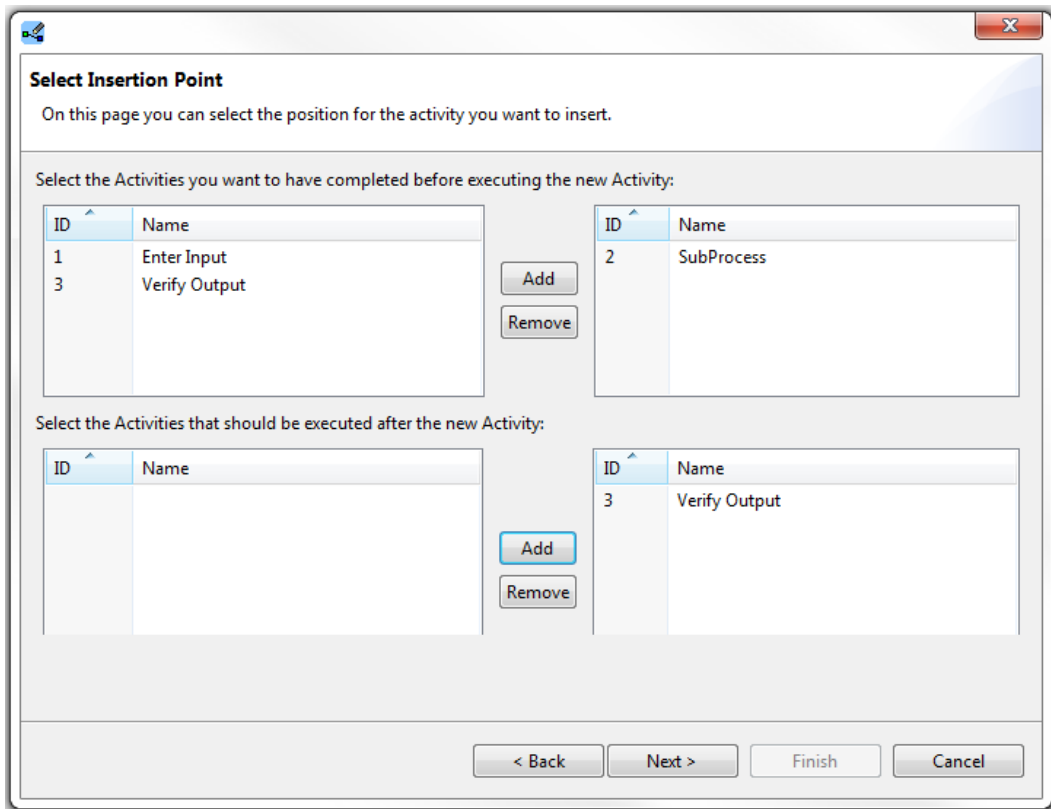 Select Insertion Point
On this page you can select the position for the activity you want to insert.
Select the Activities you want to have completed before executing the new Activity:
ID Name
1 Enter Input
3 Verify Output
Add
Remove
ID Name
2 SubProcess
Select the Activities that should be executed after the new Activity:
ID Name
Add
Remove
ID Name
3 Verify Output
< Back
Next >
Finish
Cancel